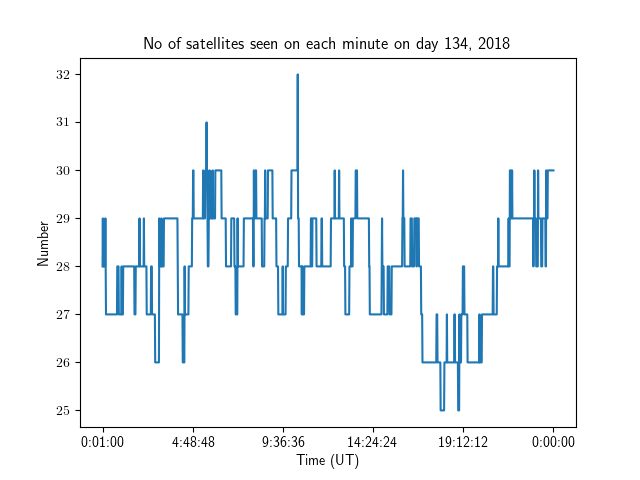 No of satellites seen on each minute on day 134, 2018
32
31
30
29
28
27
26
25
Number
0:01:00 4:48:48 9:36:36 14:24:24 19:12:12 0:00:00
Time (UT)